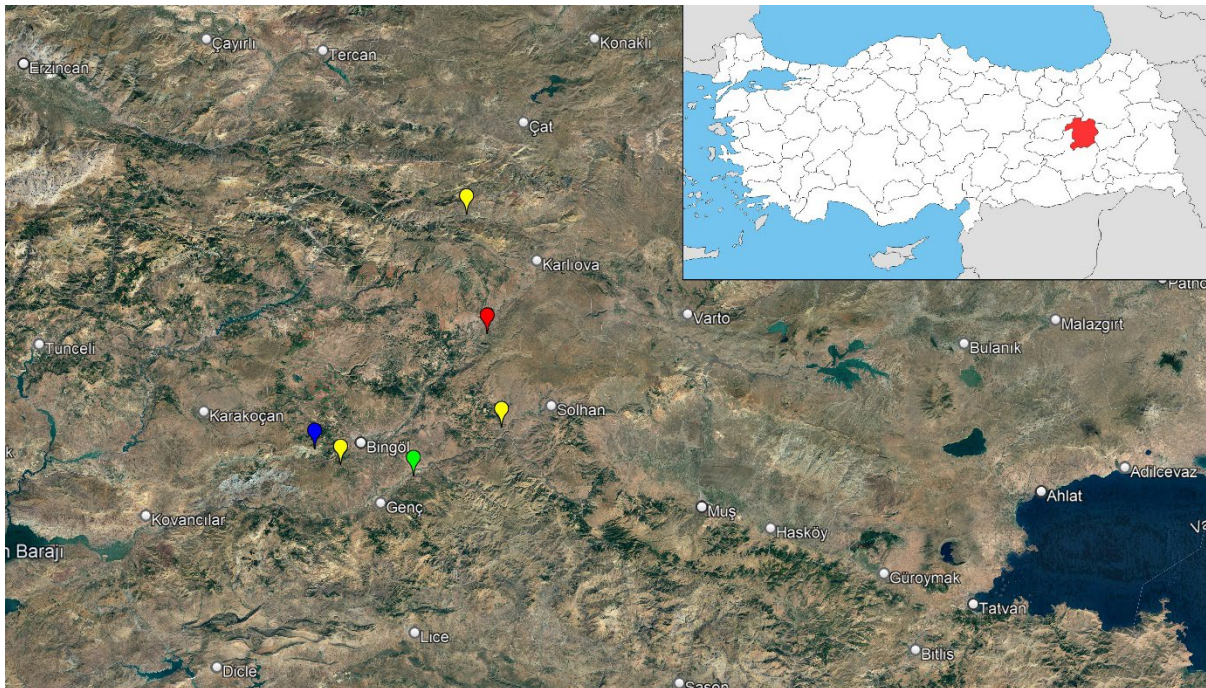 Çayırlı
Konaklı
Tercan
Erzincan
Çat
Karlıova
Patno
Varto
Malazgirt
Tunceli
Bulanık
Karakoçan
Solhan
Bingöl
k
Adilcevaz
Ahlat
Genç
Muş
Kovancılar
Hasköy
Va
n Barajı
Güroymak
Tatvan
Lice
Bitlis
Dicle
Sason